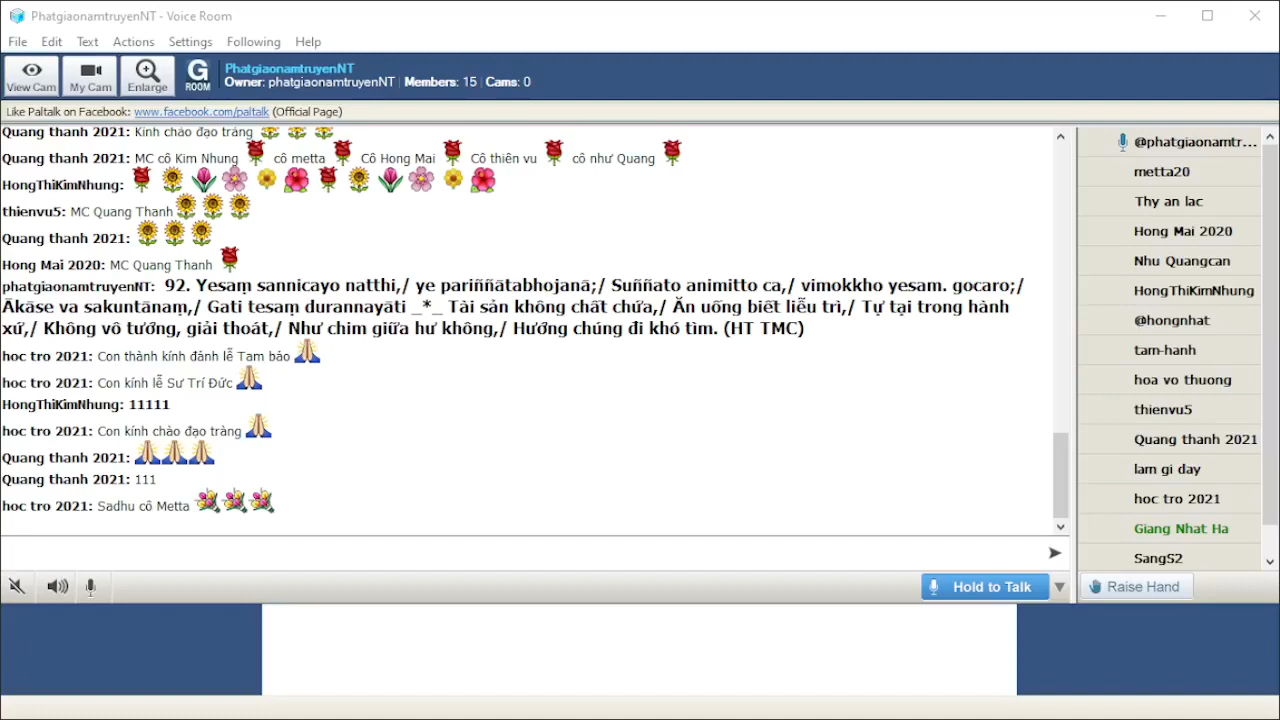 PhatgiaonamtruyenNT - Voice Room
File Edit Text Actions Settings Following Help
View Cam My Cam Enlarge G ROOM
PhatgiaonamtruyenNT
Owner: phatgiaonamtruyenNT | Members: 15 | Cams: 0
Like Paltalk on Facebook: www.facebook.com/paltalk (Official Page)
Quang thanh 2021: Kính chào đạo tràng
Quang thanh 2021: MC cô Kim Nhung cô metta Cô Hong Mai Cô thiên vu cô như Quang
HongThiKimNhung:
thienvu5: MC Quang Thanh
Quang thanh 2021:
Hong Mai 2020: MC Quang Thanh
phatgiaonamtruyenNT: 92. Yesaṃ sannicayo natthi,/ ye pariññātabhojanā;/ Suññato animitto ca,/ vimokkho yesam. gocaro;/
Ākāse va sakuntānaṃ,/ Gati tesaṃ durannayāti _*_ Tài sản không chất chứa,/ Ăn uống biết liễu tri,/ Tự tại trong hành
xứ,/ Không vô tướng, giải thoát,/ Như chim giữa hư không,/ Hướng chúng đi khó tìm. (HT TMC)
hoc tro 2021: Con thành kính đảnh lễ Tam bảo
hoc tro 2021: Con kính lễ Sư Trí Đức
HongThiKimNhung: 11111
hoc tro 2021: Con kính chào đạo tràng
Quang thanh 2021:
Quang thanh 2021: 111
hoc tro 2021: Sadhu cô Metta
@phatgiaonamtr...
metta20
Thy an lac
Hong Mai 2020
Nhu Quangcan
HongThiKimNhung
@hongnhat
tam-hanh
hoa vo thuong
thienvu5
Quang thanh 2021
lam gi day
hoc tro 2021
Giang Nhat Ha
SangS2
Hold to Talk
Raise Hand